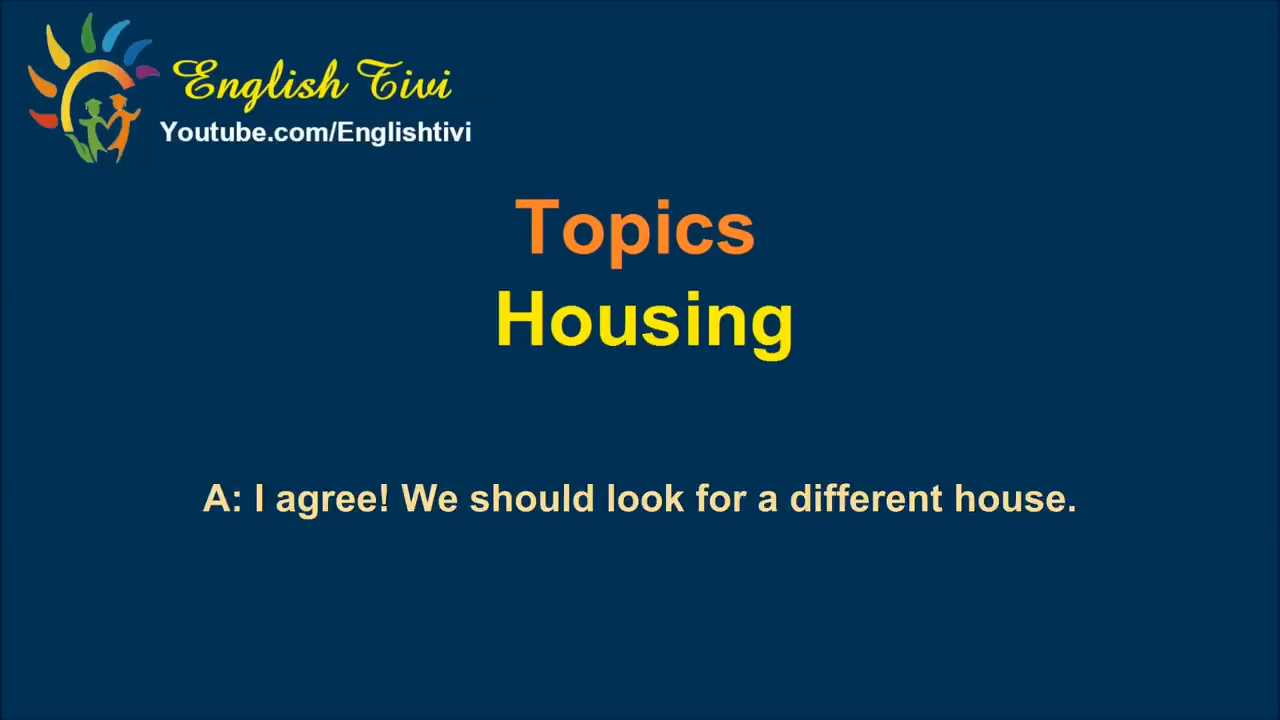 English Tivi
Youtube.com/Englishtivi
Topics
Housing
A: I agree! We should look for a different house.